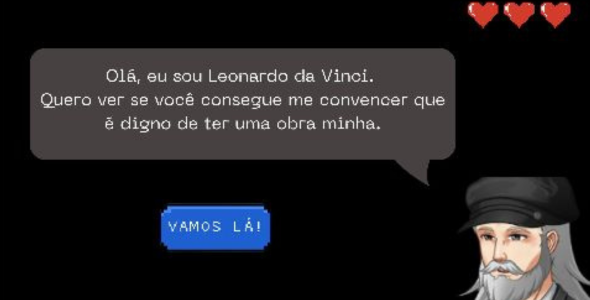 Olá, eu sou Leonardo da Vinci.
Quero ver se você consegue me convencer que
é digno de ter uma obra minha.
VAMOS LÁ!